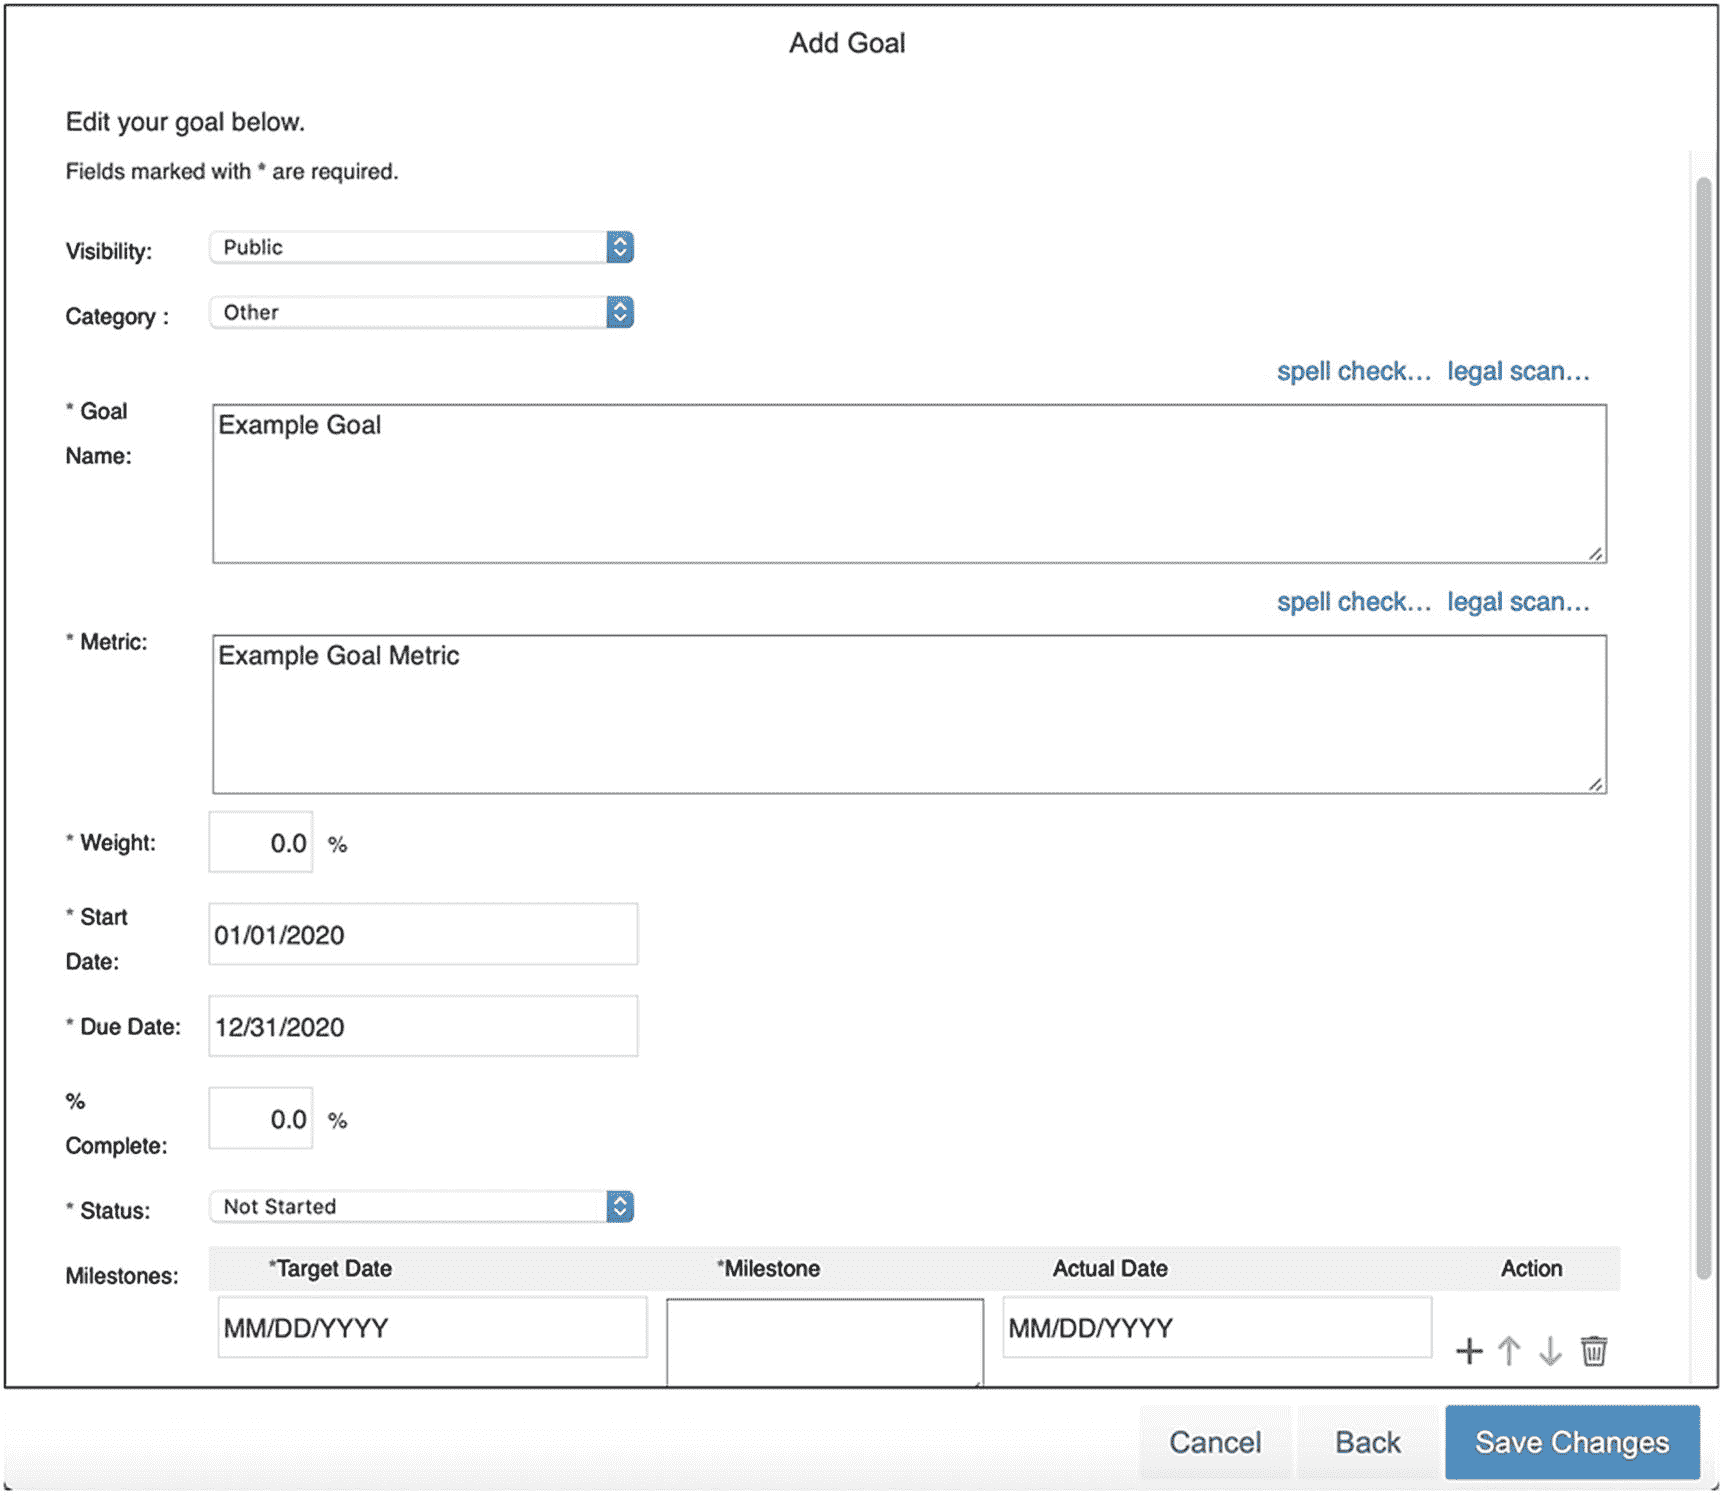 Add Goal
Edit your goal below.
Fields marked with * are required.
Visibility: Public
Category : Other
spell check... legal scan...
* Goal
Name:
Example Goal
spell check... legal scan...
* Metric:
Example Goal Metric
* Weight: 0.0 %
* Start
Date:
01/01/2020
* Due Date: 12/31/2020
%
Complete:
0.0 %
* Status: Not Started
Milestones: *Target Date *Milestone Actual Date Action
MM/DD/YYYY MM/DD/YYYY
Cancel Back Save Changes